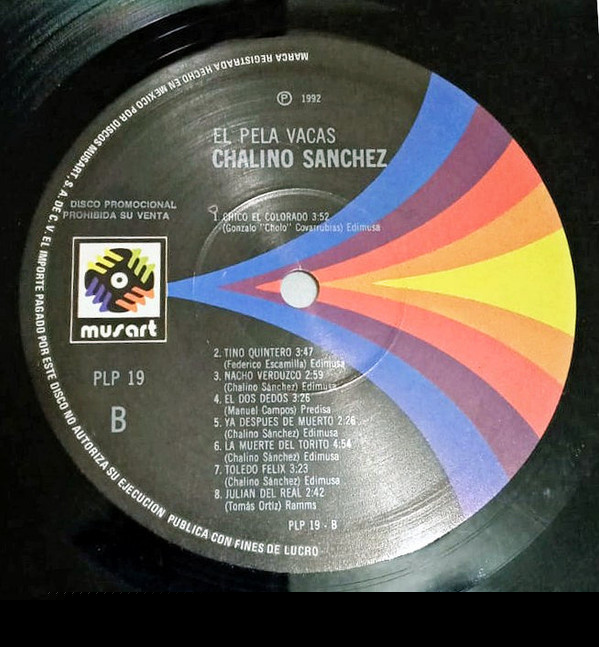 MARCA REGISTRADA HECHO EN MEXICO POR DISCOS MUSART, S.A. DE C.V. EL IMPORTE PAGADO POR ESTE DISCO NO AUTORIZA SU EJECUCION PUBLICA CON FINES DE LUCRO
Ⓟ 1992
EL PELA VACAS
CHALINO SANCHEZ
DISCO PROMOCIONAL
PROHIBIDA SU VENTA
1. CHICO EL COLORADO 3:52
(Gonzalo "Cholo" Covarrubias) Edimusa
musart
PLP 19
B
2. TINO QUINTERO 3:47
(Federico Escamilla) Edimusa
3. NACHO VERDUZCO 2:59
(Chalino Sánchez) Edimusa
4. EL DOS DEDOS 3:26
(Manuel Campos) Predisa
5. YA DESPUES DE MUERTO 2:26
(Chalino Sánchez) Edimusa
6. LA MUERTE DEL TORITO 4:54
(Chalino Sánchez) Edimusa
7. TOLEDO FELIX 3:23
(Chalino Sánchez) Edimusa
8. JULIAN DEL REAL 2:42
(Tomás Ortiz) Ramms
PLP 19 - B